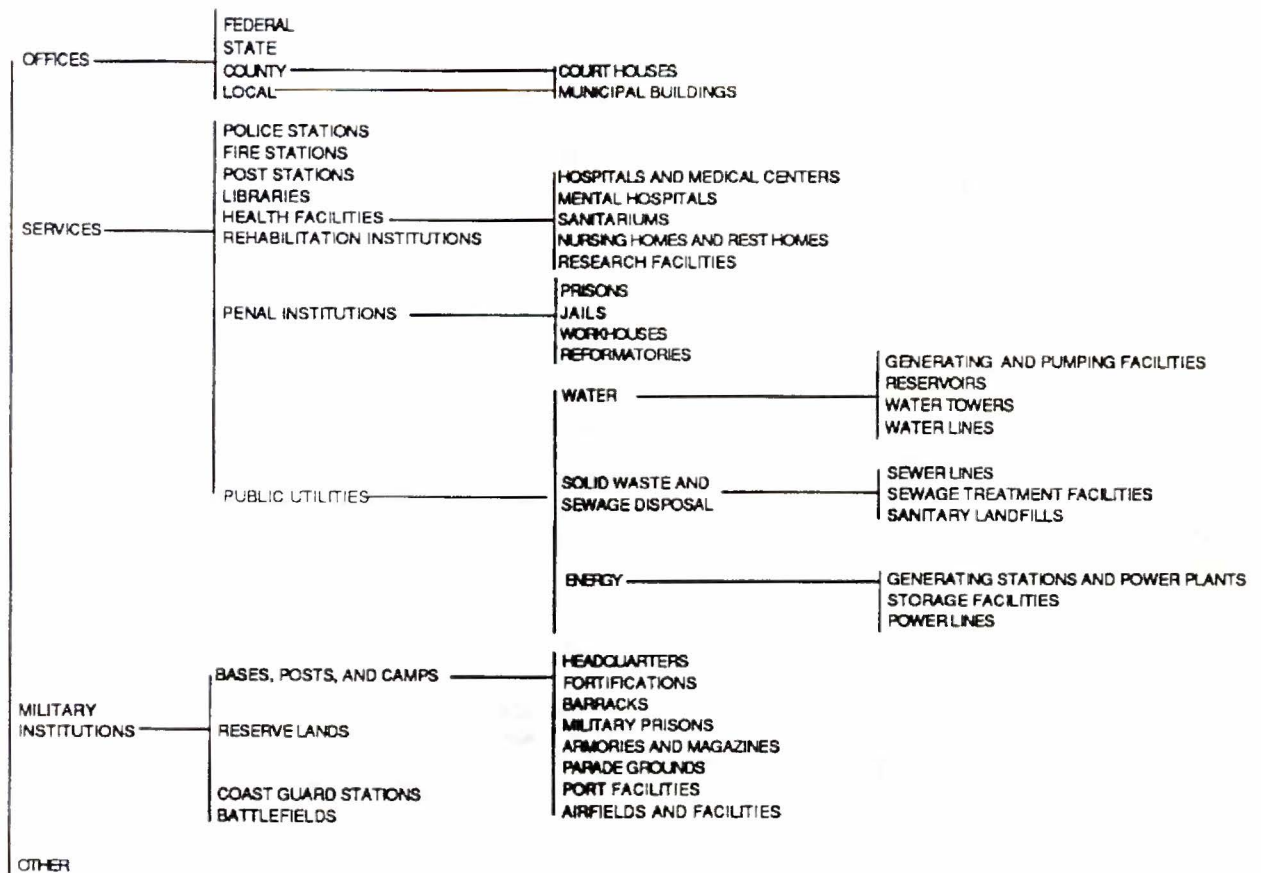 OFFICES
FEDERAL
STATE
COUNTY
LOCAL
COURT HOUSES
MUNICIPAL BUILDINGS
SERVICES
POLICE STATIONS
FIRE STATIONS
POST STATIONS
LIBRARIES
HEALTH FACILITIES
REHABILITATION INSTITUTIONS
HOSPITALS AND MEDICAL CENTERS
MENTAL HOSPITALS
SANITARIUMS
NURSING HOMES AND REST HOMES
RESEARCH FACILITIES
PENAL INSTITUTIONS
PRISONS
JAILS
WORKHOUSES
REFORMATORIES
PUBLIC UTILITIES
WATER
GENERATING AND PUMPING FACILITIES
RESERVOIRS
WATER TOWERS
WATER LINES
SOLID WASTE AND
SEWAGE DISPOSAL
SEWER LINES
SEWAGE TREATMENT FACILITIES
SANITARY LANDFILLS
ENERGY
GENERATING STATIONS AND POWER PLANTS
STORAGE FACILITIES
POWER LINES
MILITARY
INSTITUTIONS
BASES, POSTS, AND CAMPS
HEADQUARTERS
FORTIFICATIONS
BARRACKS
MILITARY PRISONS
ARMORIES AND MAGAZINES
PARADE GROUNDS
PORT FACILITIES
AIRFIELDS AND FACILITIES
RESERVE LANDS
COAST GUARD STATIONS
BATTLEFIELDS
OTHER